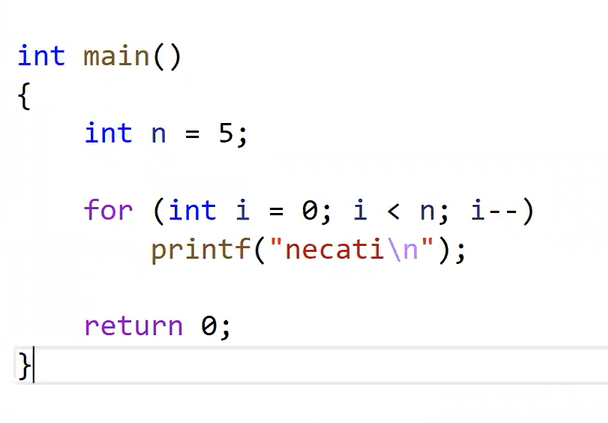 int main()
{
    int n = 5;
    for (int i = 0; i < n; i--)
        printf("necati\n");
    return 0;
}